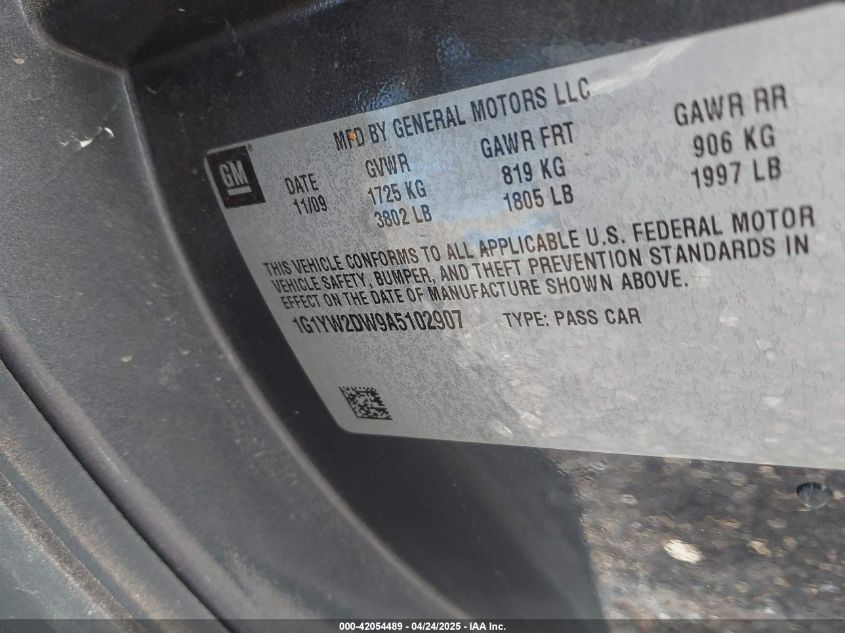 MFD BY GENERAL MOTORS LLC
GM
DATE GVWR GAWR FRT GAWR RR
11/09 1725 KG 819 KG 906 KG
3802 LB 1805 LB 1997 LB
THIS VEHICLE CONFORMS TO ALL APPLICABLE U.S. FEDERAL MOTOR
VEHICLE SAFETY, BUMPER, AND THEFT PREVENTION STANDARDS IN
EFFECT ON THE DATE OF MANUFACTURE SHOWN ABOVE.
1G1YW2DW9A5102907 TYPE: PASS CAR
000-42054489 - 04/24/2025 - IAA Inc.